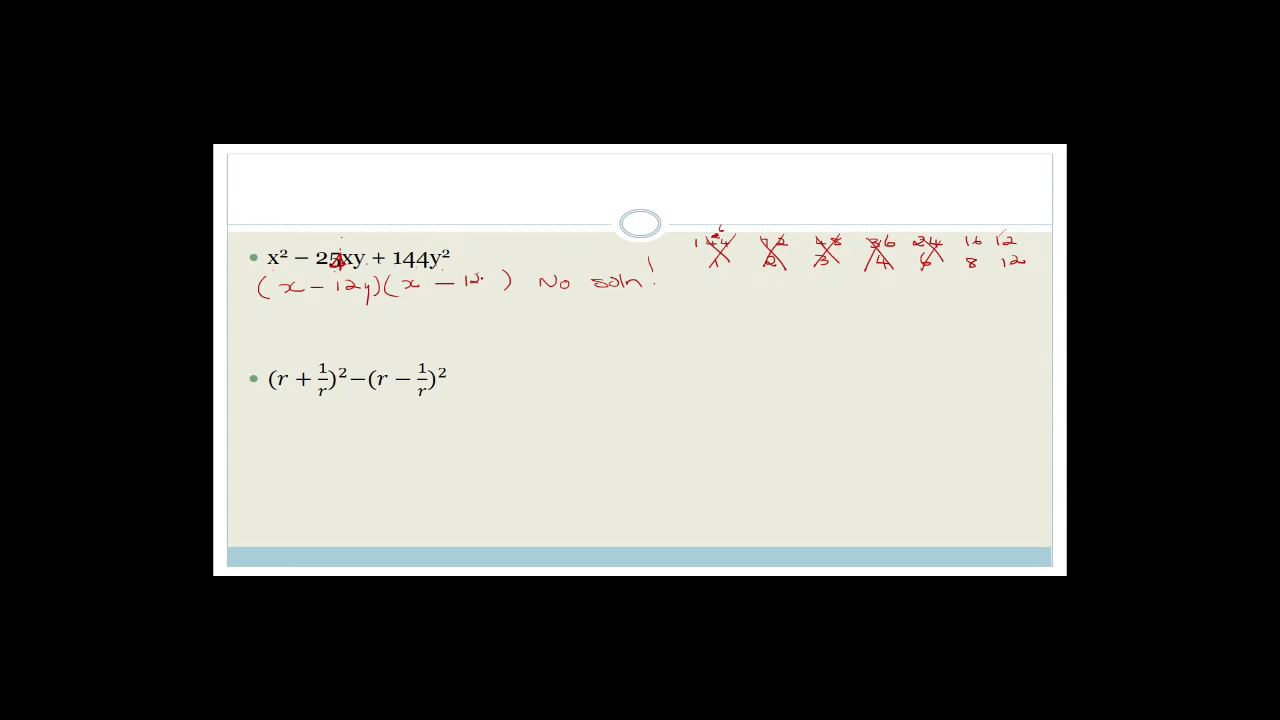 x² − 25xy + 144y²
(x − 12y)(x − 12 ) No soln!
144 72 48 36 24 16 12
1 2 3 4 6 8 12
(r + 1/r)² − (r − 1/r)²